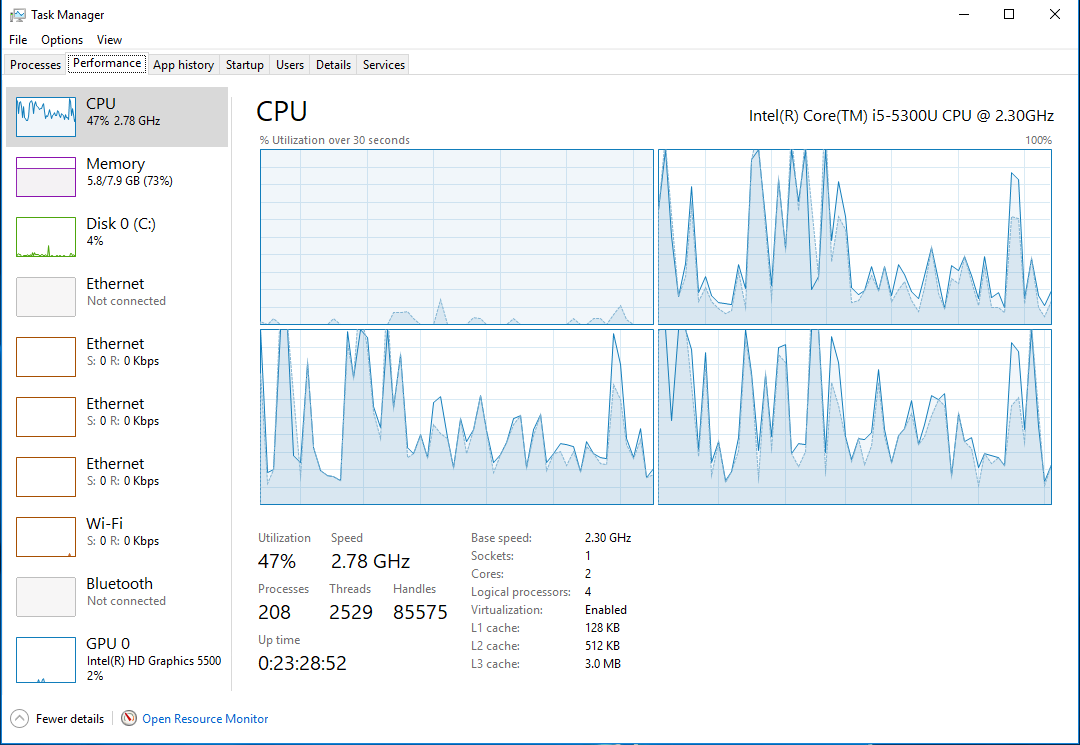 Task Manager
File Options View
Processes Performance App history Startup Users Details Services
CPU
47% 2.78 GHz
Memory
5.8/7.9 GB (73%)
Disk 0 (C:)
4%
Ethernet
Not connected
Ethernet
S: 0 R: 0 Kbps
Ethernet
S: 0 R: 0 Kbps
Ethernet
S: 0 R: 0 Kbps
Wi-Fi
S: 0 R: 0 Kbps
Bluetooth
Not connected
GPU 0
Intel(R) HD Graphics 5500
2%
CPU
Intel(R) Core(TM) i5-5300U CPU @ 2.30GHz
% Utilization over 30 seconds
100%
Utilization Speed
47% 2.78 GHz
Processes Threads Handles
208 2529 85575
Up time
0:23:28:52
Base speed: 2.30 GHz
Sockets: 1
Cores: 2
Logical processors: 4
Virtualization: Enabled
L1 cache: 128 KB
L2 cache: 512 KB
L3 cache: 3.0 MB
Fewer details Open Resource Monitor